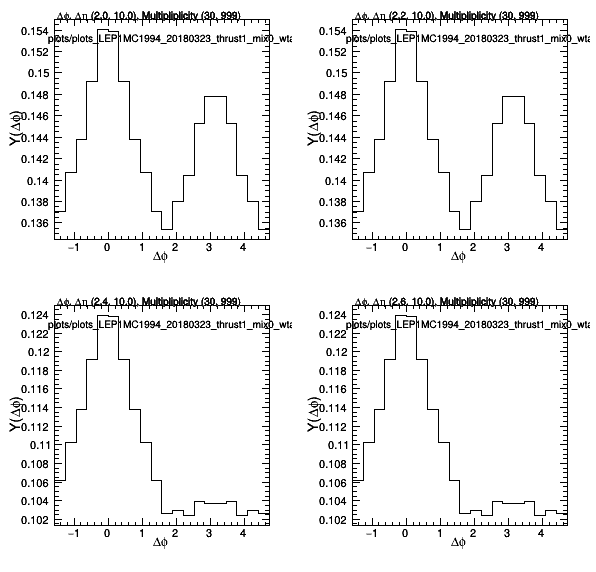 Δφ, Δη (2.0, 10.0), Multipliplicity (30, 999)
plots/plots_LEP1MC1994_20180323_thrust1_mix0_wta
Y(Δφ)
0.154
0.152
0.15
0.148
0.146
0.144
0.142
0.14
0.138
0.136
−1 0 1 2 3 4
Δφ
Δφ, Δη (2.2, 10.0), Multipliplicity (30, 999)
plots/plots_LEP1MC1994_20180323_thrust1_mix0_wta
Y(Δφ)
0.154
0.152
0.15
0.148
0.146
0.144
0.142
0.14
0.138
0.136
−1 0 1 2 3 4
Δφ
Δφ, Δη (2.4, 10.0), Multipliplicity (30, 999)
plots/plots_LEP1MC1994_20180323_thrust1_mix0_wta
Y(Δφ)
0.124
0.122
0.12
0.118
0.116
0.114
0.112
0.11
0.108
0.106
0.104
0.102
−1 0 1 2 3 4
Δφ
Δφ, Δη (2.6, 10.0), Multipliplicity (30, 999)
plots/plots_LEP1MC1994_20180323_thrust1_mix0_wta
Y(Δφ)
0.124
0.122
0.12
0.118
0.116
0.114
0.112
0.11
0.108
0.106
0.104
0.102
−1 0 1 2 3 4
Δφ